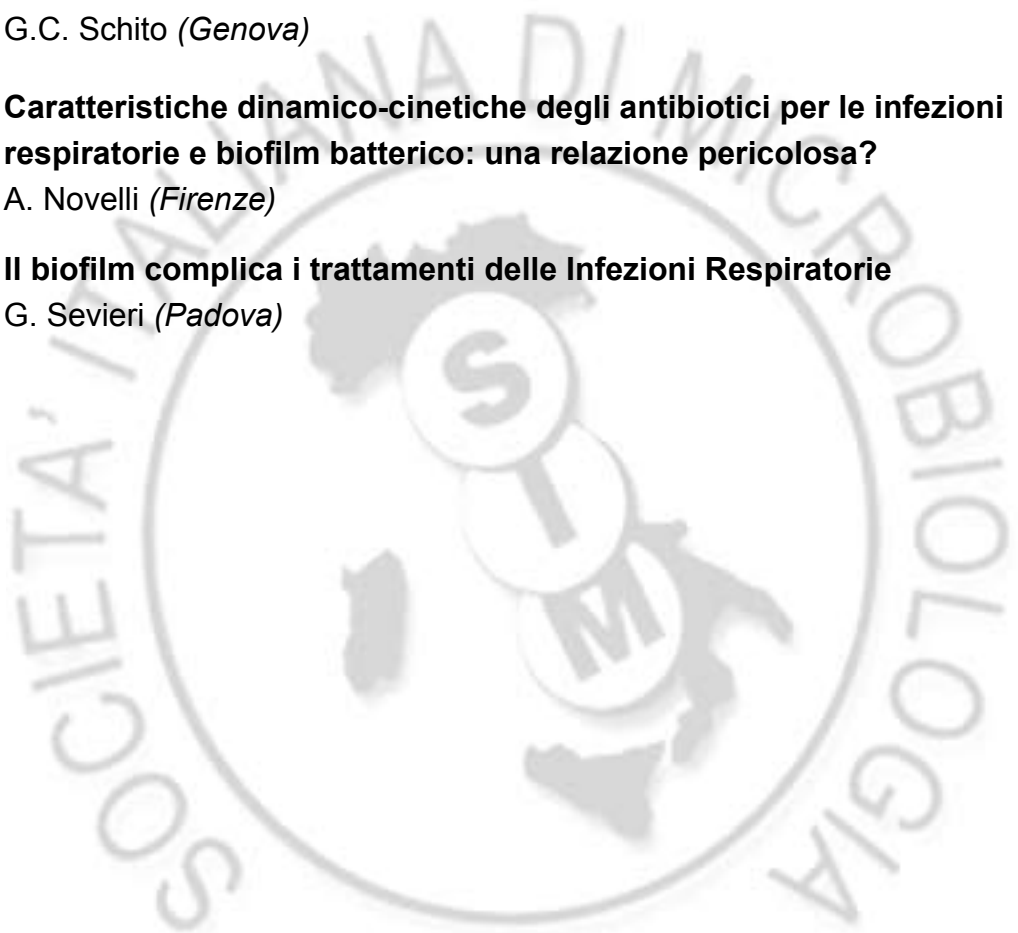 G.C. Schito (Genova)
Caratteristiche dinamico-cinetiche degli antibiotici per le infezioni
respiratorie e biofilm batterico: una relazione pericolosa?
A. Novelli (Firenze)
Il biofilm complica i trattamenti delle Infezioni Respiratorie
G. Sevieri (Padova)
SOCIETA' ITALIANA DI MICROBIOLOGIA
S
I
M